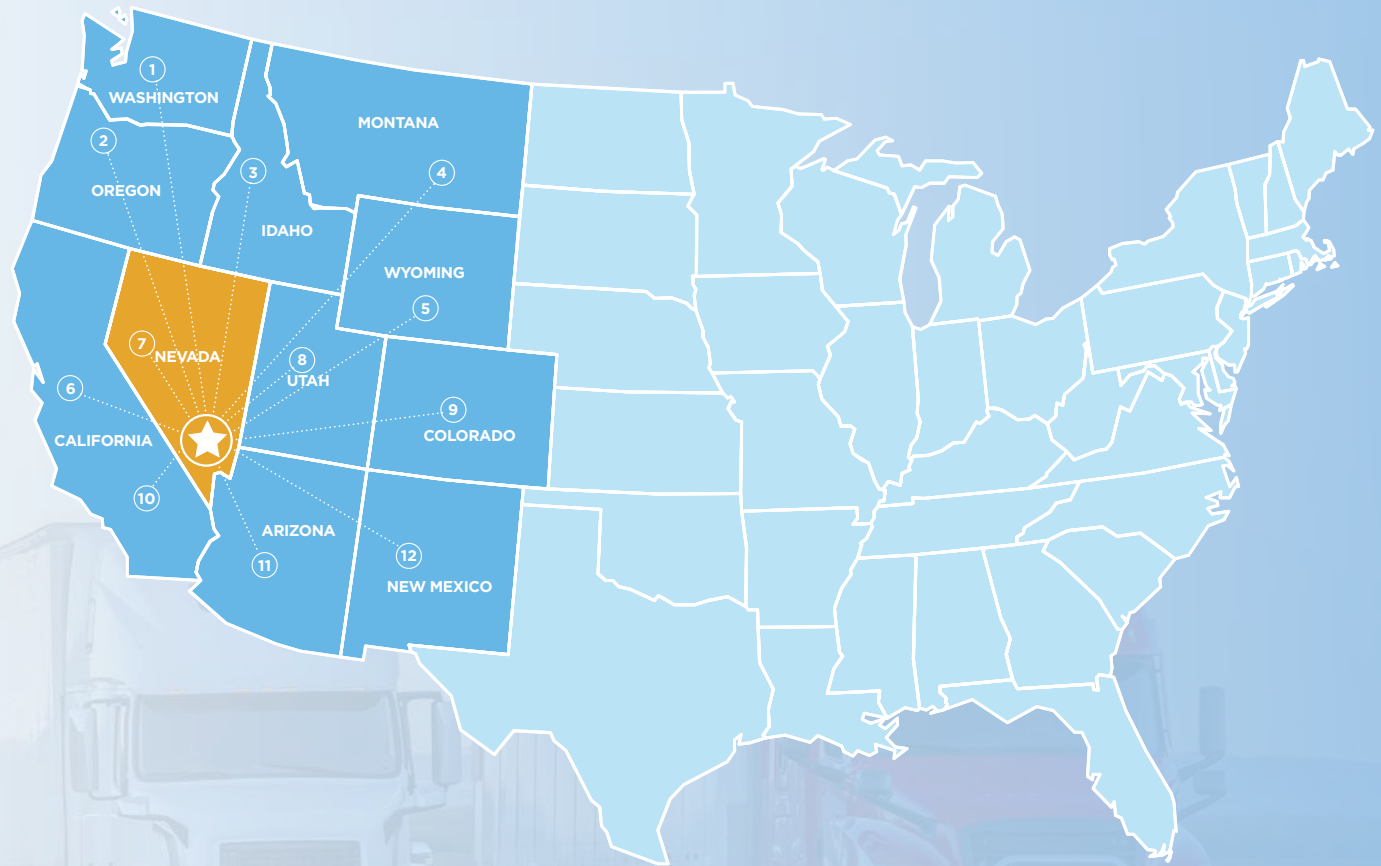 1
WASHINGTON
MONTANA
2
3
4
OREGON
IDAHO
WYOMING
5
7
NEVADA
8
UTAH
6
9
CALIFORNIA
COLORADO
10
ARIZONA
11
12
NEW MEXICO